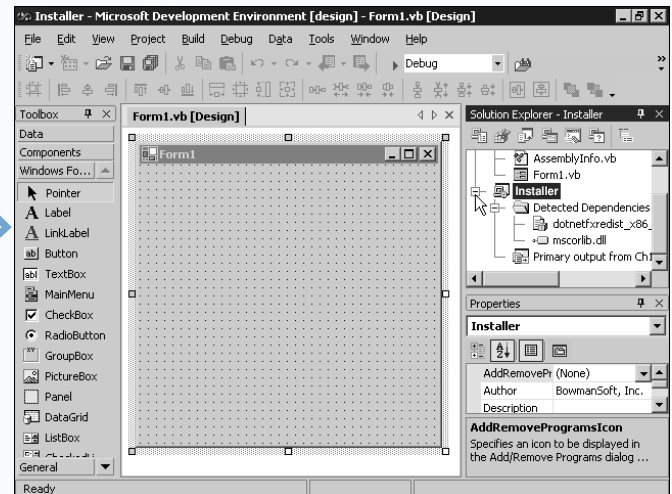 Installer - Microsoft Development Environment [design] - Form1.vb [Design]
File Edit View Project Build Debug Data Tools Window Help
Debug
Toolbox
Data
Components
Windows Fo...
Pointer
Label
LinkLabel
Button
TextBox
MainMenu
CheckBox
RadioButton
GroupBox
PictureBox
Panel
DataGrid
ListBox
General
Form1.vb [Design]
Form1
Solution Explorer - Installer
AssemblyInfo.vb
Form1.vb
Installer
Detected Dependencies
dotnetfxredist_x86_
mscorlib.dll
Primary output from Ch1
Properties
Installer
AddRemovePr (None)
Author BowmanSoft, Inc.
Description
AddRemoveProgramsIcon
Specifies an icon to be displayed in
the Add/Remove Programs dialog ...
Ready